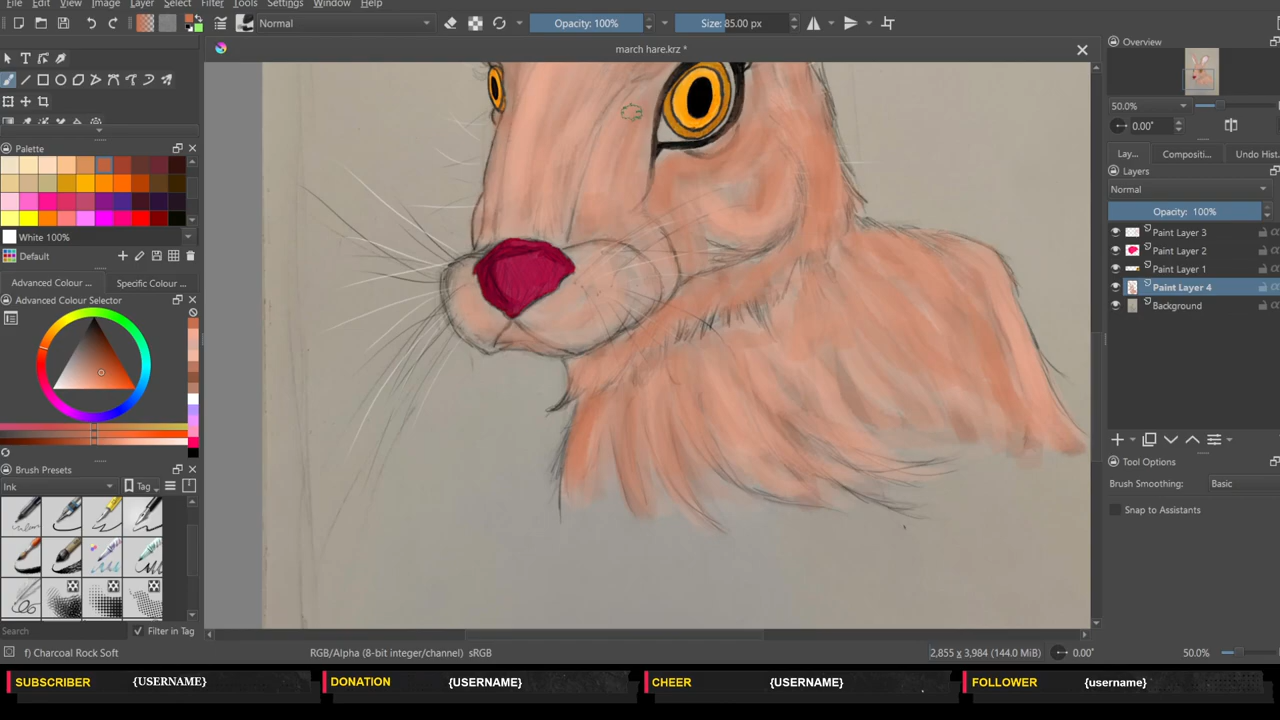 File Edit View Image Layer Select Filter Tools Settings Window Help
Normal Opacity: 100% Size: 85.00 px
march hare.krz *
Overview
50.0%
0.00°
Lay... Compositi... Undo Hist...
Layers
Normal
Opacity: 100%
Paint Layer 3
Paint Layer 2
Paint Layer 1
Paint Layer 4
Background
Tool Options
Brush Smoothing: Basic
Snap to Assistants
Palette
White 100%
Default
Advanced Colour ... Specific Colour ...
Advanced Colour Selector
Brush Presets
Ink Tag
Search Filter in Tag
f) Charcoal Rock Soft RGB/Alpha (8-bit integer/channel) sRGB 2,855 x 3,984 (144.0 MiB) 0.00° 50.0%
SUBSCRIBER {USERNAME} DONATION {USERNAME} CHEER {USERNAME} FOLLOWER {username}